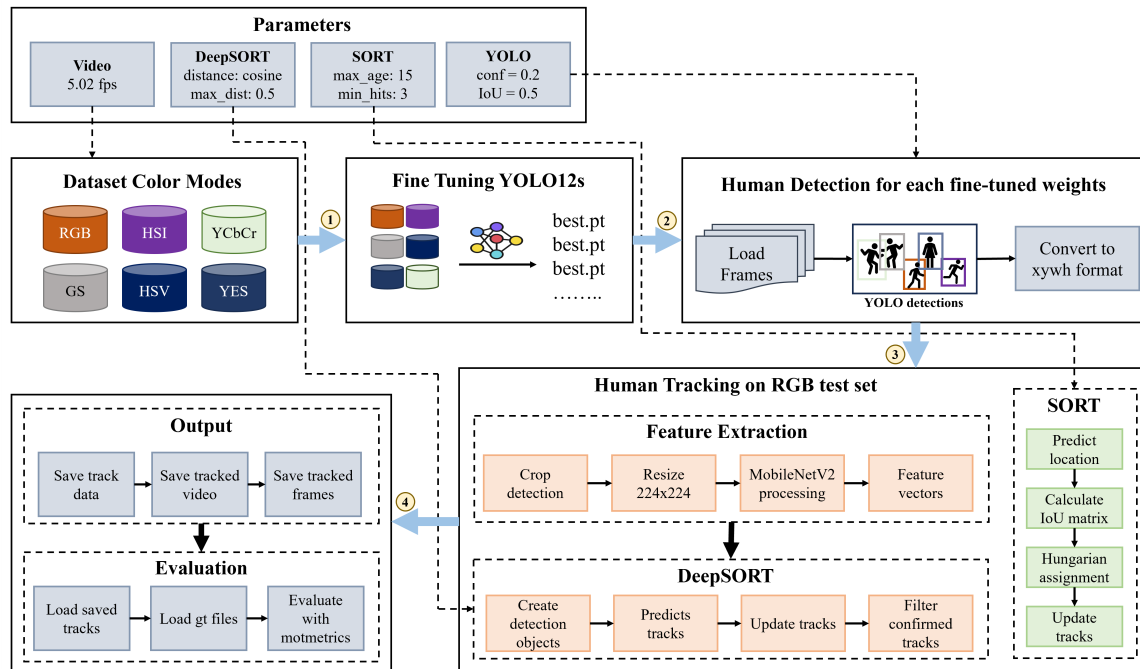 Parameters
Video
5.02 fps
DeepSORT
distance: cosine
max_dist: 0.5
SORT
max_age: 15
min_hits: 3
YOLO
conf = 0.2
IoU = 0.5
Dataset Color Modes
RGB
HSI
YCbCr
GS
HSV
YES
1
Fine Tuning YOLO12s
best.pt
best.pt
best.pt
........
2
Human Detection for each fine-tuned weights
Load
Frames
YOLO detections
Convert to
xywh format
3
Human Tracking on RGB test set
Feature Extraction
Crop
detection
Resize
224x224
MobileNetV2
processing
Feature
vectors
DeepSORT
Create
detection
objects
Predicts
tracks
Update tracks
Filter
confirmed
tracks
SORT
Predict
location
Calculate
IoU matrix
Hungarian
assignment
Update
tracks
4
Output
Save track
data
Save tracked
video
Save tracked
frames
Evaluation
Load saved
tracks
Load gt files
Evaluate
with
motmetrics